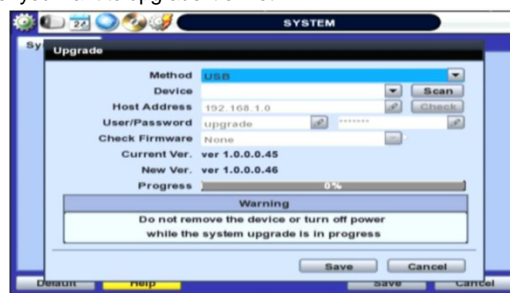 SYSTEM
Upgrade
Method USB
Device Scan
Host Address 192.168.1.0 Check
User/Password upgrade *******
Check Firmware None
Current Ver. ver 1.0.0.0.45
New Ver. ver 1.0.0.0.46
Progress 0%
Warning
Do not remove the device or turn off power
while the system upgrade is in progress
Save Cancel
Default Help Save Cancel